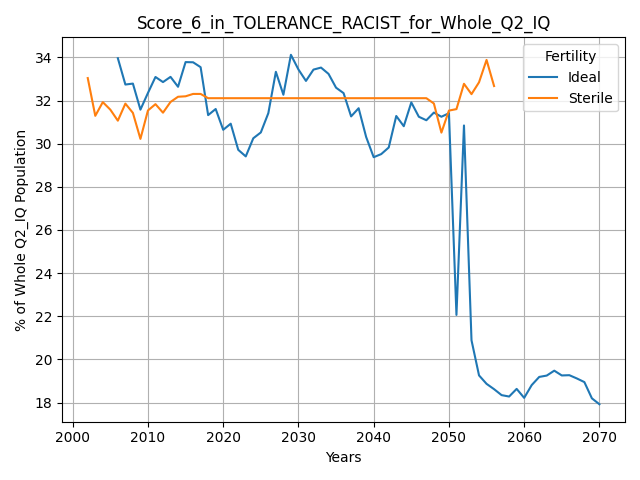 Score_6_in_TOLERANCE_RACIST_for_Whole_Q2_IQ
% of Whole Q2_IQ Population
34
32
30
28
26
24
22
20
18
Fertility
Ideal
Sterile
2000 2010 2020 2030 2040 2050 2060 2070
Years